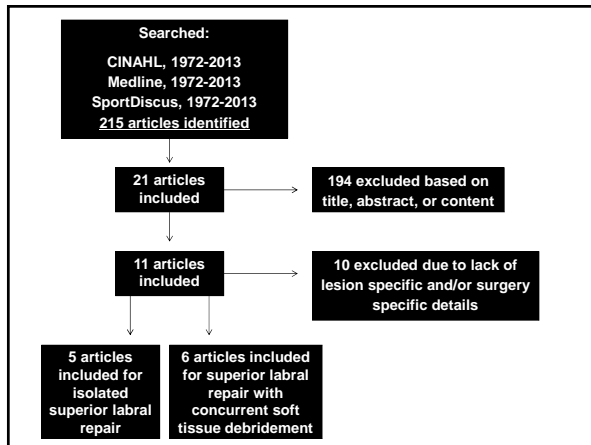 Searched:
CINAHL, 1972-2013
Medline, 1972-2013
SportDiscus, 1972-2013
215 articles identified
21 articles
included
194 excluded based on
title, abstract, or content
11 articles
included
10 excluded due to lack of
lesion specific and/or surgery
specific details
5 articles
included for
isolated
superior labral
repair
6 articles included
for superior labral
repair with
concurrent soft
tissue debridement